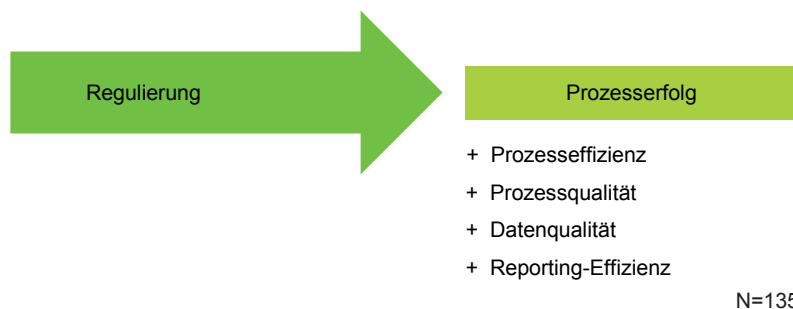 Regulierung
Prozesserfolg
+ Prozesseffizienz
+ Prozessqualität
+ Datenqualität
+ Reporting-Effizienz
N=135